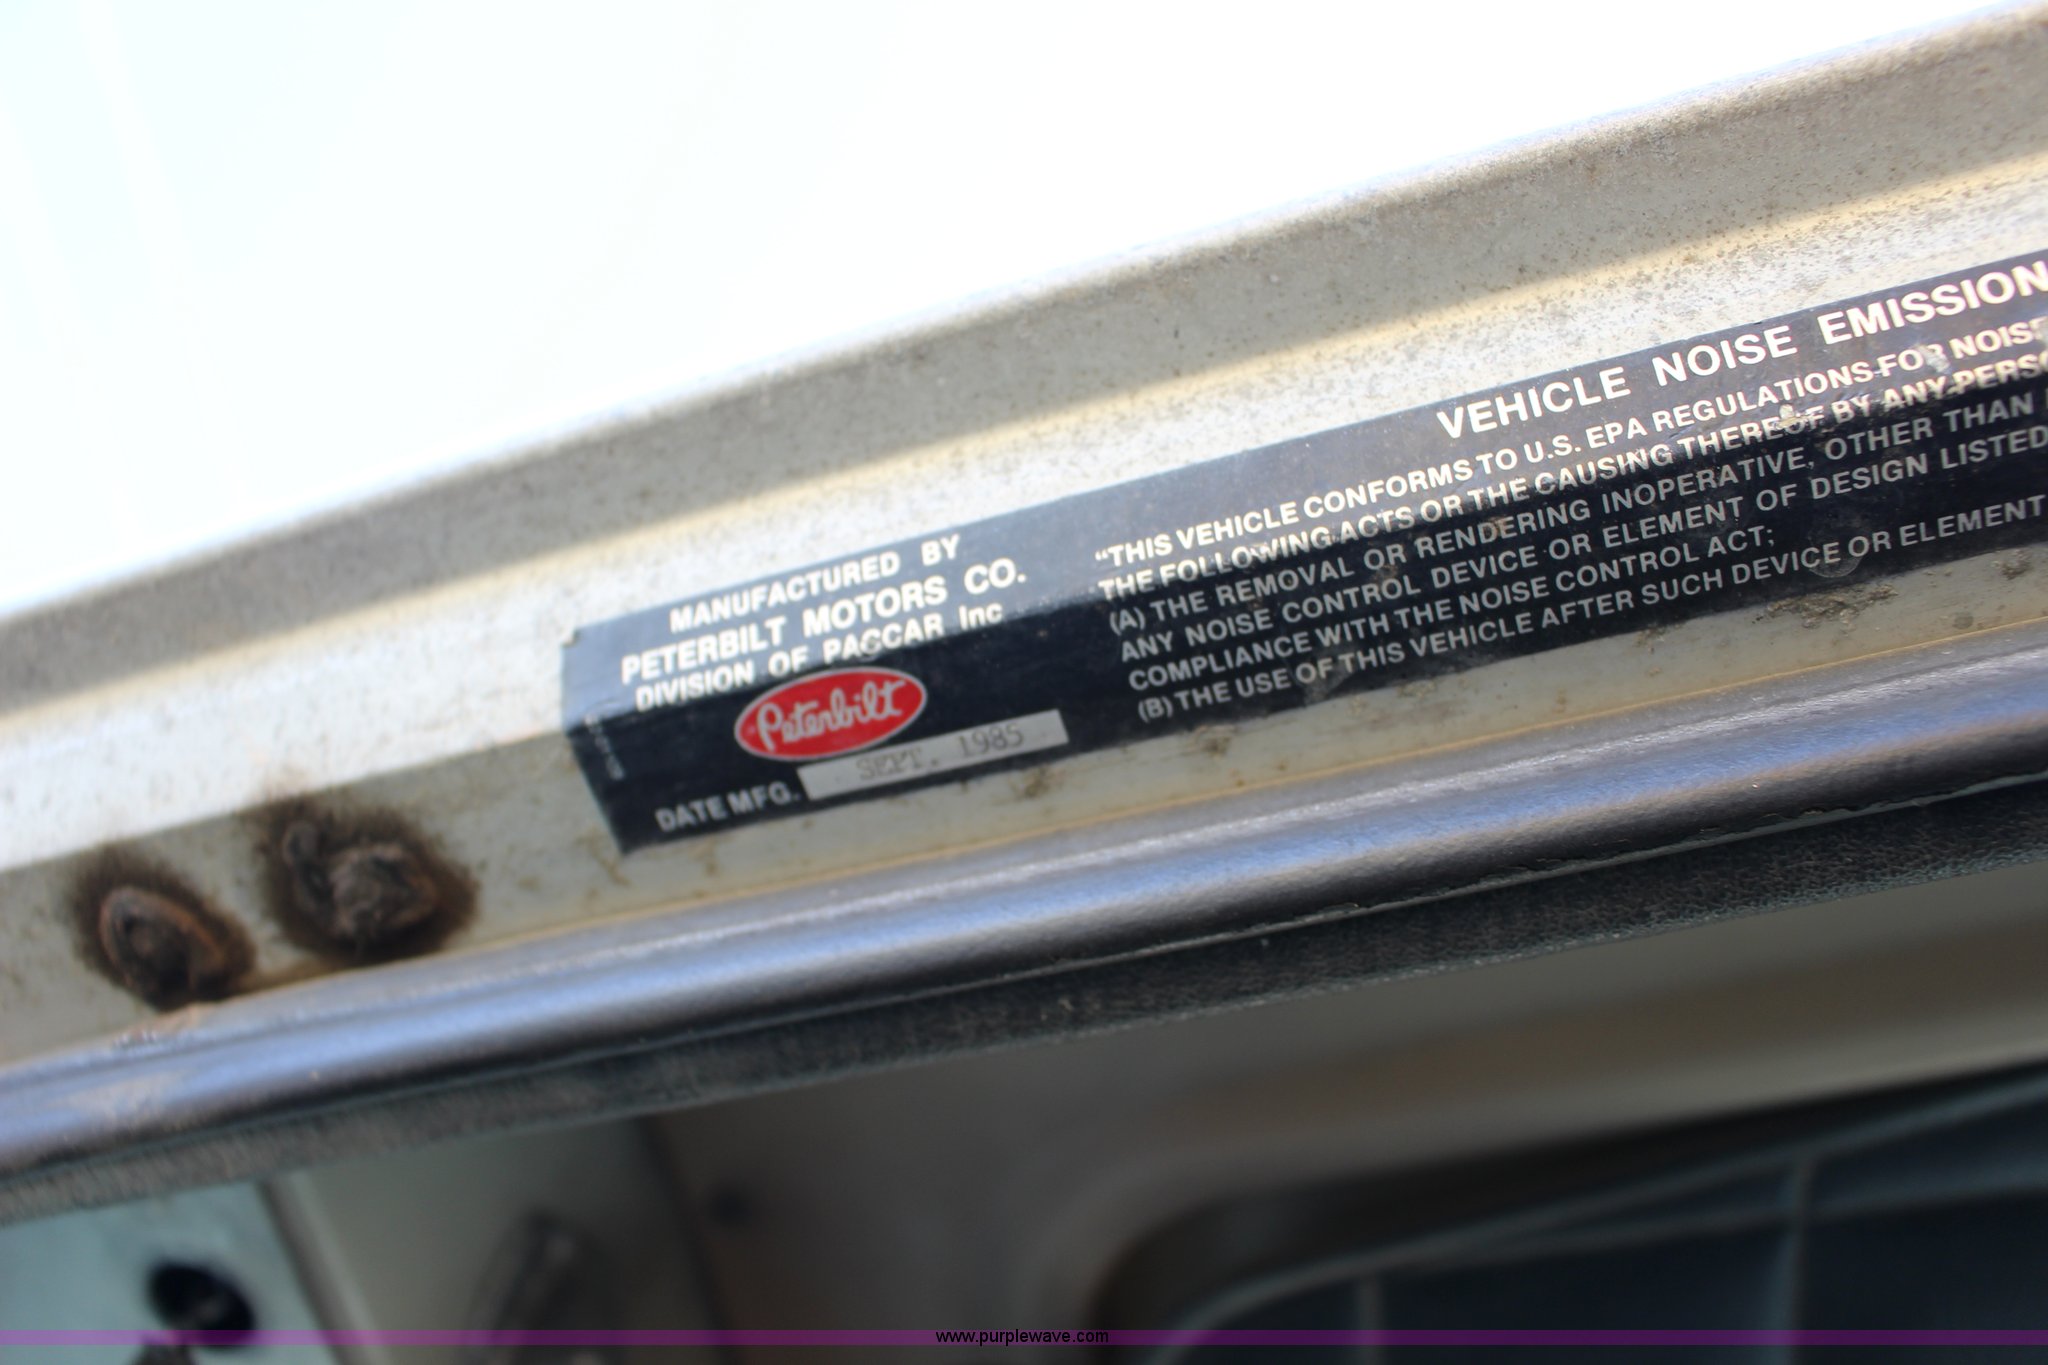 MANUFACTURED BY
PETERBILT MOTORS CO.
DIVISION OF PACCAR Inc
Peterbilt
DATE MFG. SEPT. 1985
VEHICLE NOISE EMISSION
"THIS VEHICLE CONFORMS TO U.S. EPA REGULATIONS FOR NOISE
THE FOLLOWING ACTS OR THE CAUSING THEREOF BY ANY PERSO
(A) THE REMOVAL OR RENDERING INOPERATIVE, OTHER THAN
ANY NOISE CONTROL DEVICE OR ELEMENT OF DESIGN LISTED
COMPLIANCE WITH THE NOISE CONTROL ACT;
(B) THE USE OF THIS VEHICLE AFTER SUCH DEVICE OR ELEMENT
www.purplewave.com